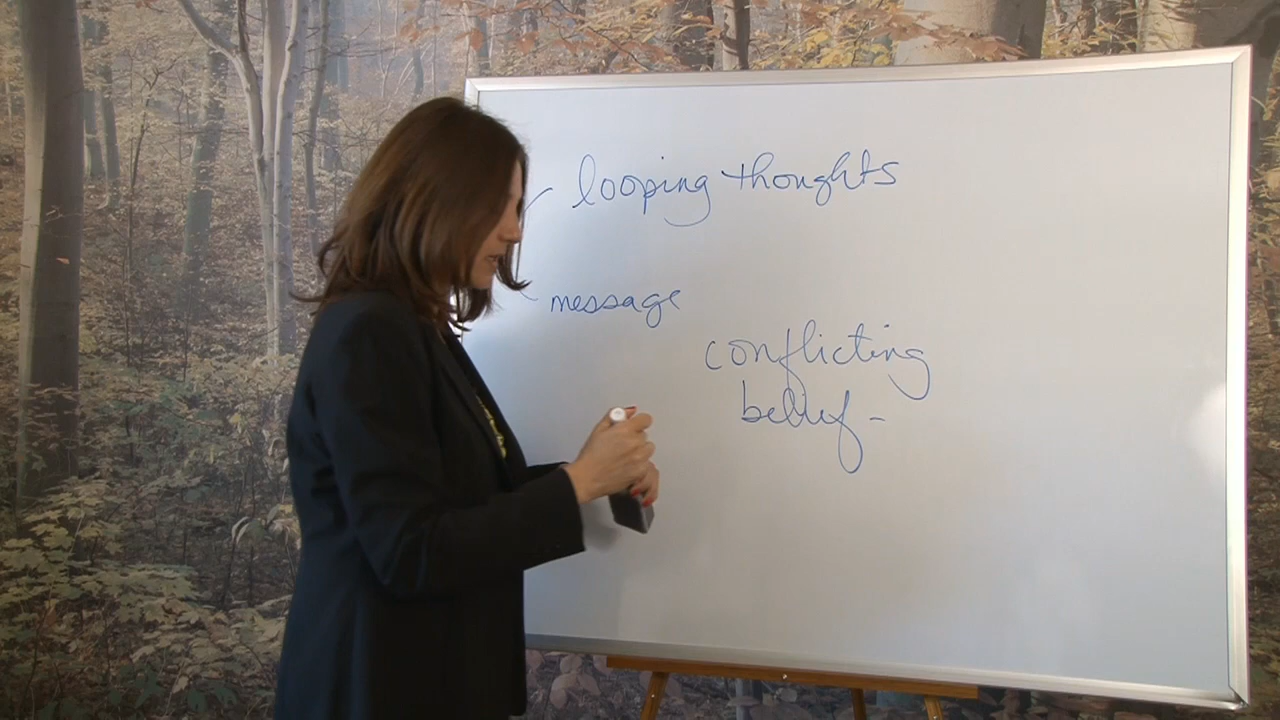 looping thoughts
message
conflicting
belief -